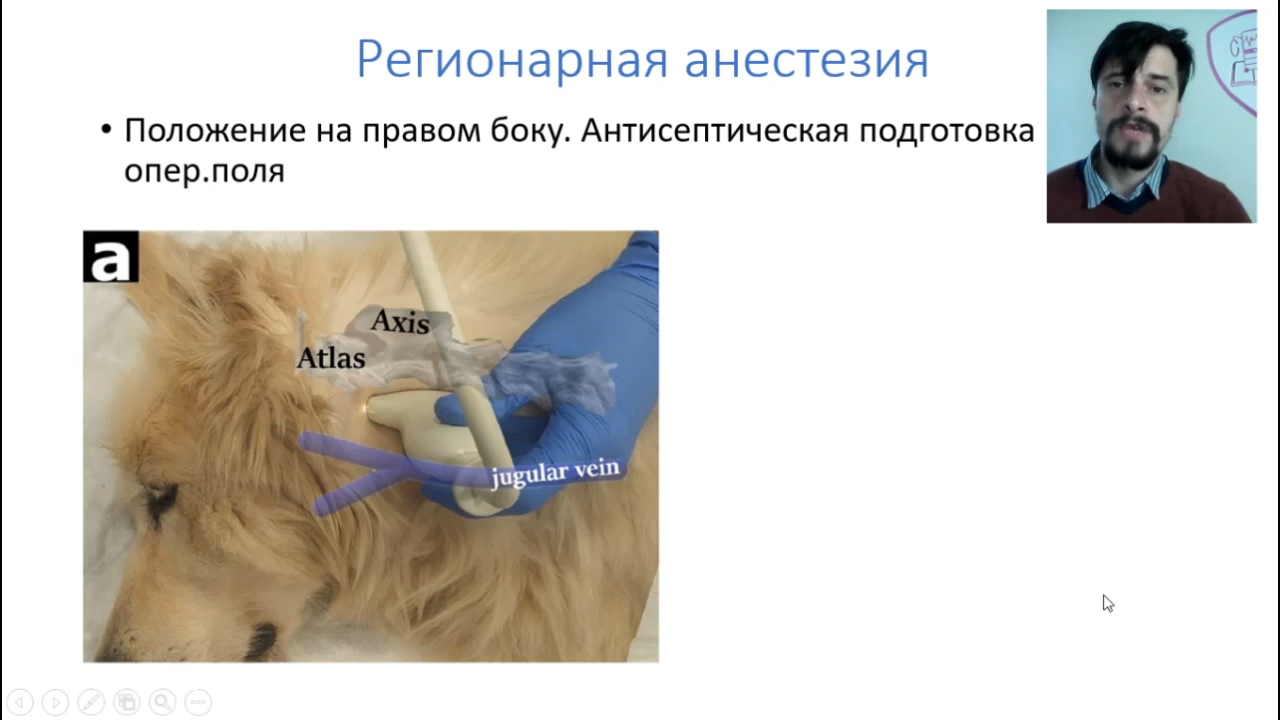 Регионарная анестезия
• Положение на правом боку. Антисептическая подготовка
опер.поля
a
Axis
Atlas
jugular vein